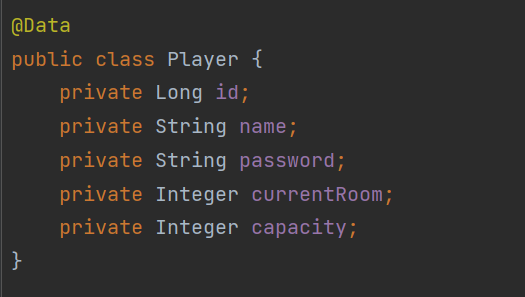 @Data
public class Player {
    private Long id;
    private String name;
    private String password;
    private Integer currentRoom;
    private Integer capacity;
}